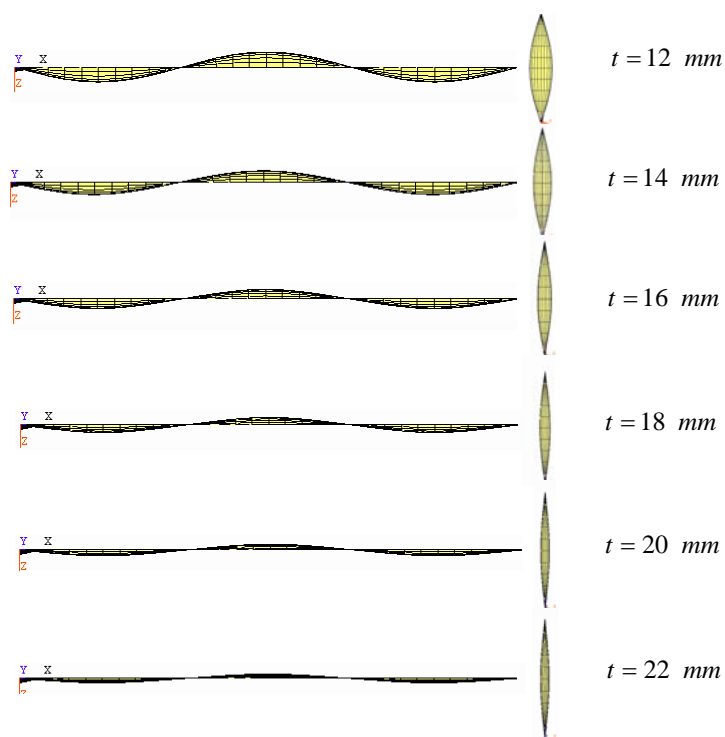 Y X
Z
t = 12 mm
Y X
Z
t = 14 mm
Y X
Z
t = 16 mm
Y X
Z
t = 18 mm
Y X
Z
t = 20 mm
Y X
Z
t = 22 mm